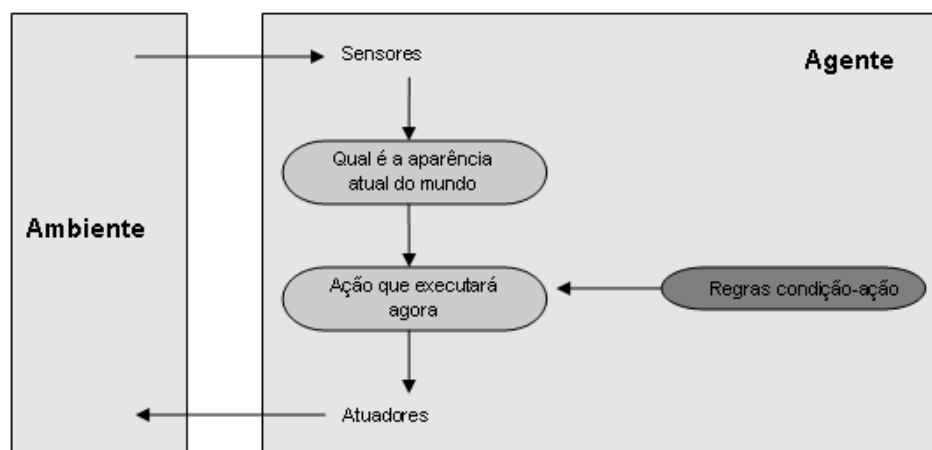 Sensores
Agente
Qual é a aparência
atual do mundo
Ambiente
Ação que executará
agora
Regras condição-ação
Atuadores